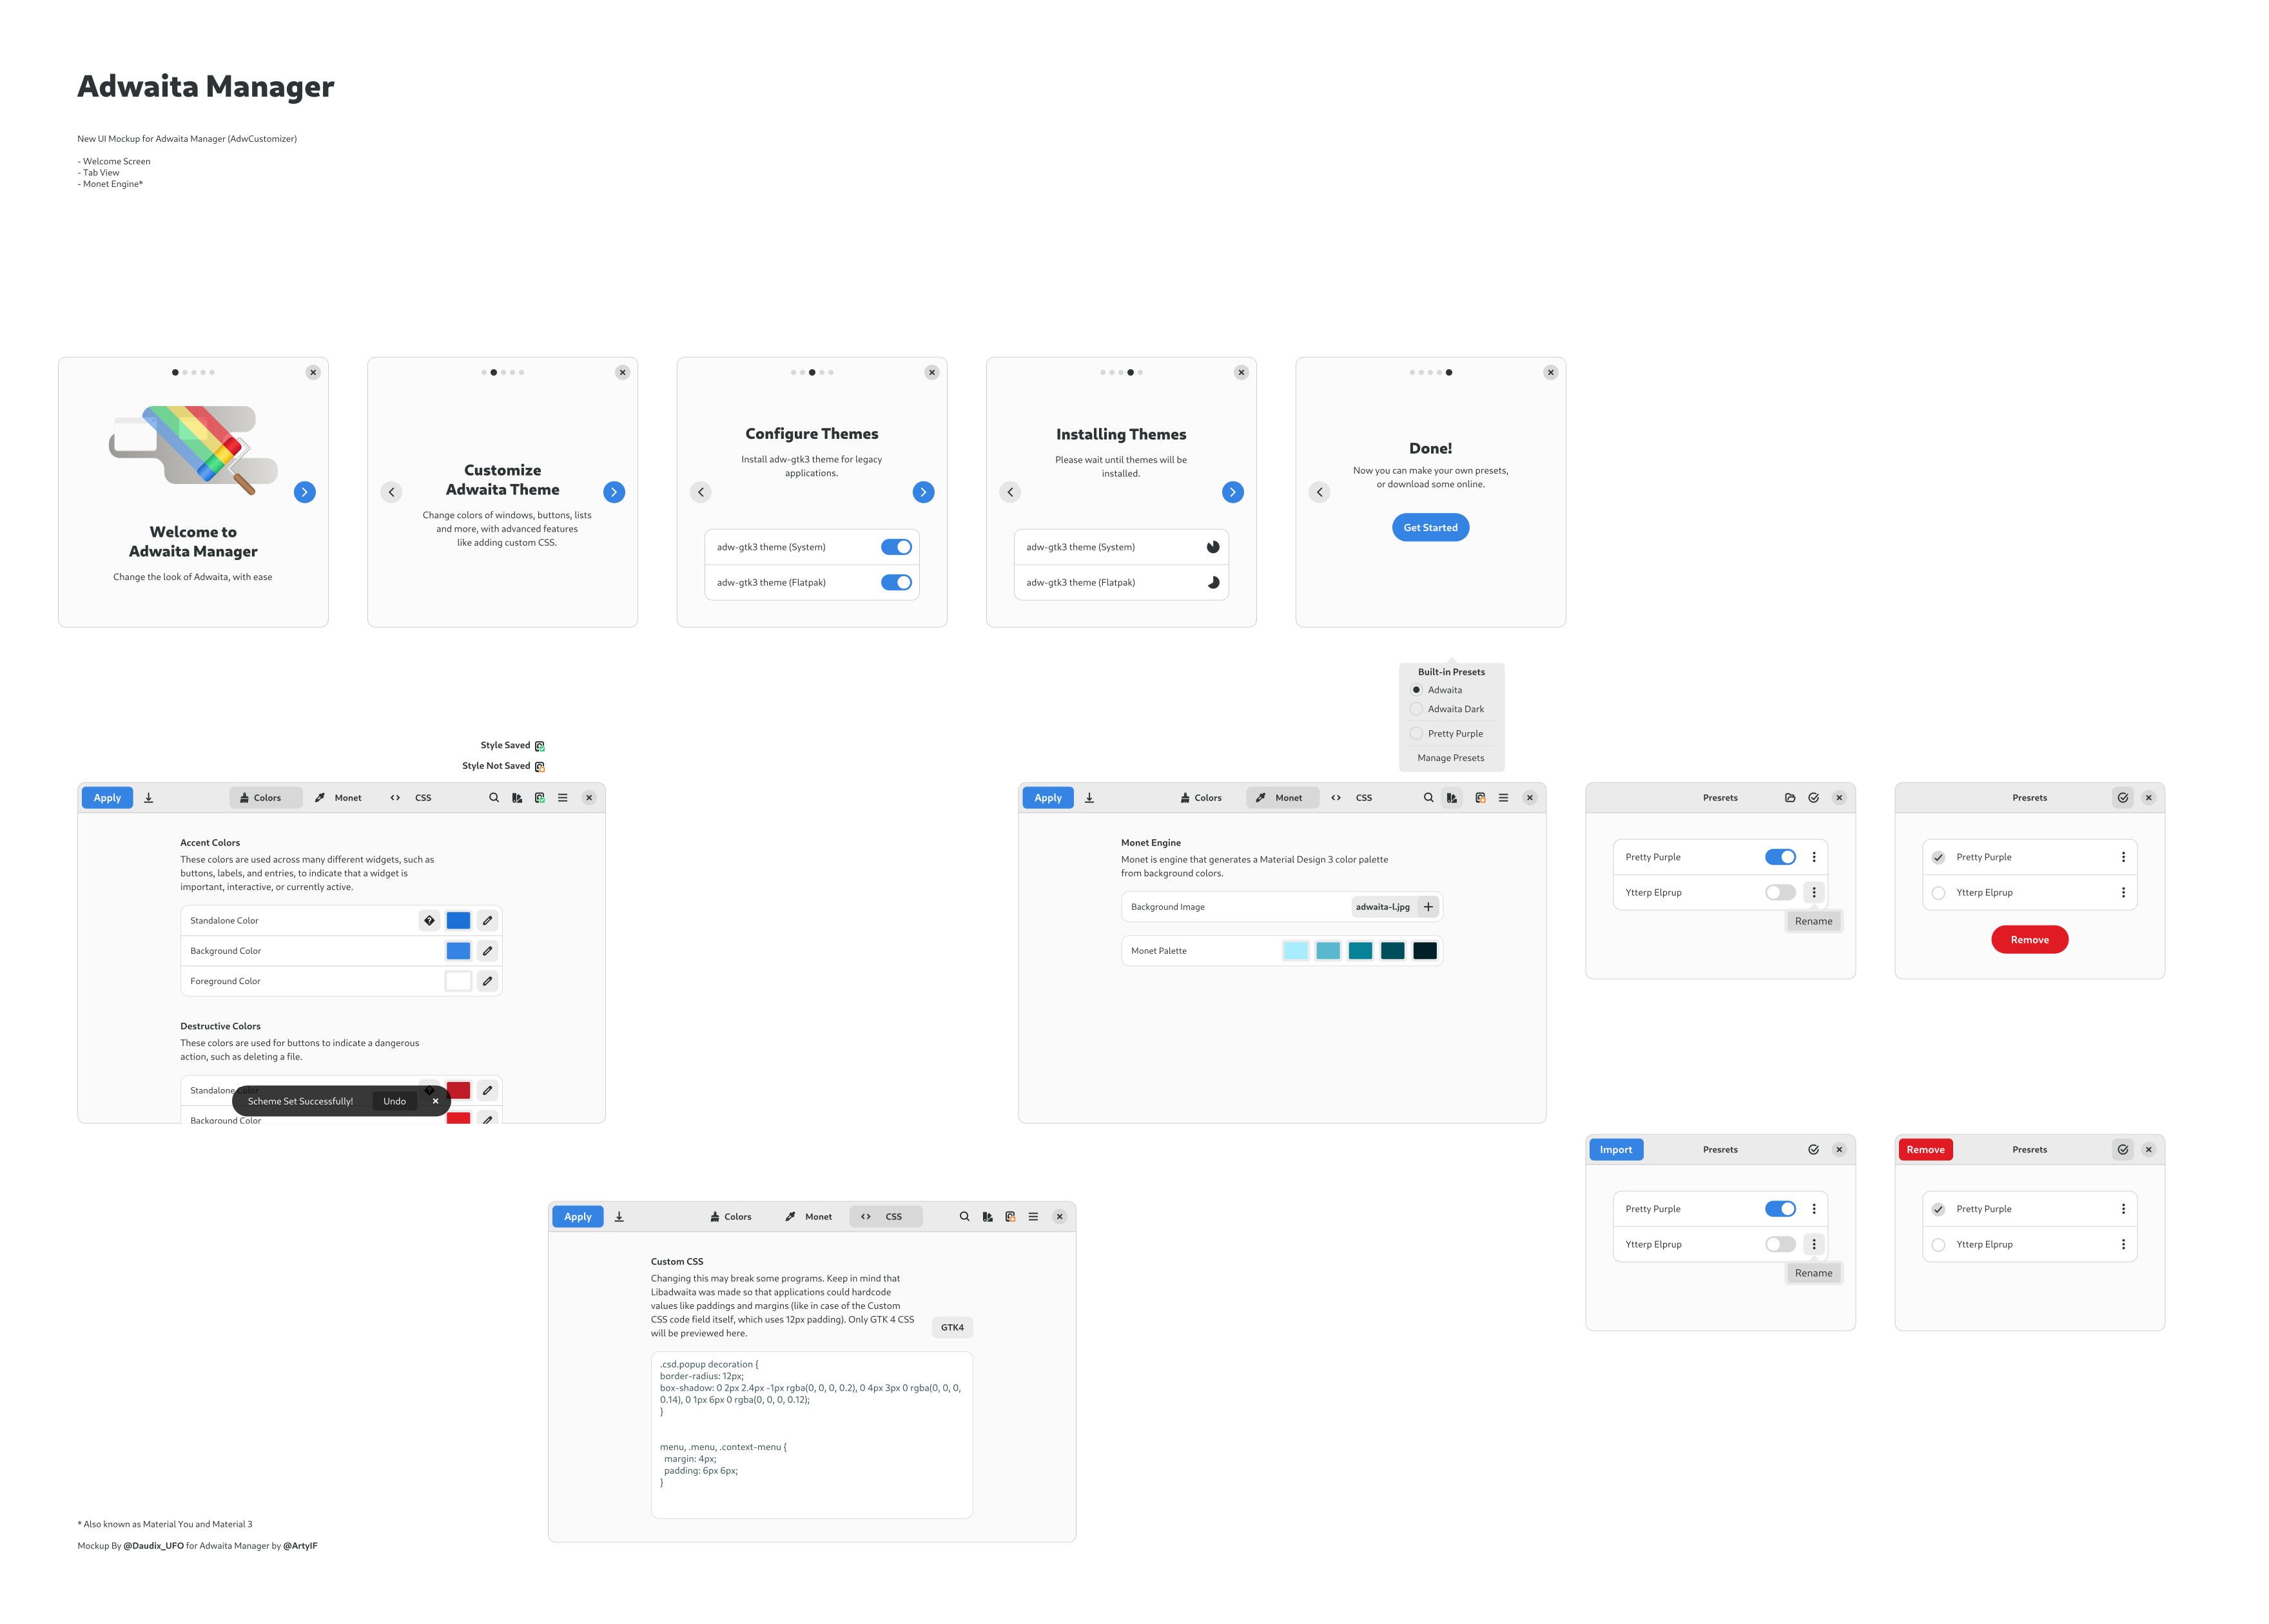 Adwaita Manager
New UI Mockup for Adwaita Manager (AdwCustomizer)
- Welcome Screen
- Tab View
- Monet Engine*
Welcome to
Adwaita Manager
Change the look of Adwaita, with ease
Customize
Adwaita Theme
Change colors of windows, buttons, lists
and more, with advanced features
like adding custom CSS.
Configure Themes
Install adw-gtk3 theme for legacy
applications.
adw-gtk3 theme (System)
adw-gtk3 theme (Flatpak)
Installing Themes
Please wait until themes will be
installed.
adw-gtk3 theme (System)
adw-gtk3 theme (Flatpak)
Done!
Now you can make your own presets,
or download some online.
Get Started
Style Saved
Style Not Saved
Apply
Colors
Monet
CSS
Accent Colors
These colors are used across many different widgets, such as
buttons, labels, and entries, to indicate that a widget is
important, interactive, or currently active.
Standalone Color
Background Color
Foreground Color
Destructive Colors
These colors are used for buttons to indicate a dangerous
action, such as deleting a file.
Standalone Color
Background Color
Scheme Set Successfully!
Undo
Built-in Presets
Adwaita
Adwaita Dark
Pretty Purple
Manage Presets
Apply
Colors
Monet
CSS
Monet Engine
Monet is engine that generates a Material Design 3 color palette
from background colors.
Background Image
adwaita-l.jpg
Monet Palette
Presrets
Pretty Purple
Ytterp Elprup
Rename
Presrets
Pretty Purple
Ytterp Elprup
Remove
Import
Presrets
Pretty Purple
Ytterp Elprup
Rename
Remove
Presrets
Pretty Purple
Ytterp Elprup
Apply
Colors
Monet
CSS
Custom CSS
Changing this may break some programs. Keep in mind that
Libadwaita was made so that applications could hardcode
values like paddings and margins (like in case of the Custom
CSS code field itself, which uses 12px padding). Only GTK 4 CSS
will be previewed here.
GTK4
.csd.popup decoration {
border-radius: 12px;
box-shadow: 0 2px 2.4px -1px rgba(0, 0, 0, 0.2), 0 4px 3px 0 rgba(0, 0, 0,
0.14), 0 1px 6px 0 rgba(0, 0, 0, 0.12);
}
menu, .menu, .context-menu {
margin: 4px;
padding: 6px 6px;
}
* Also known as Material You and Material 3
Mockup By @Daudix_UFO for Adwaita Manager by @ArtyIF